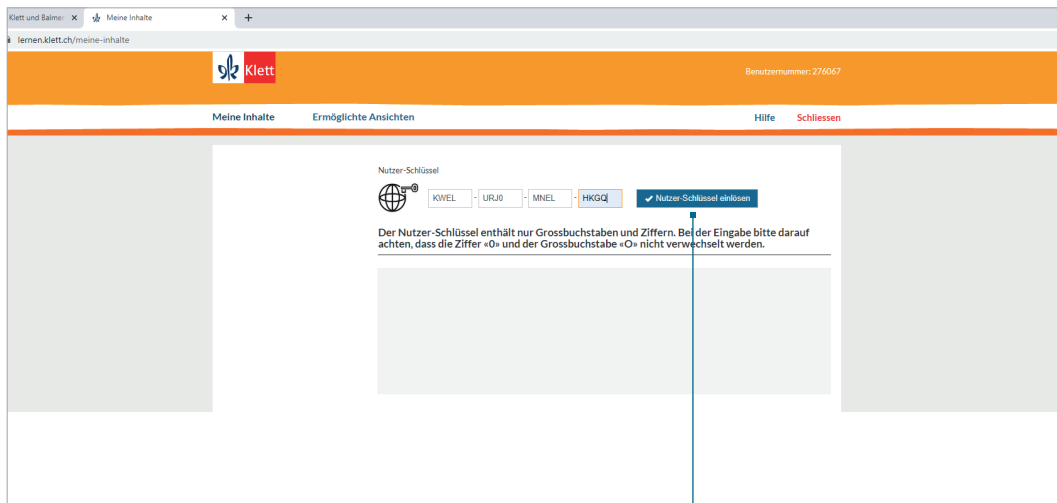 Klett und Balmer
Meine Inhalte
lernen.klett.ch/meine-inhalte
Klett
Benutzernummer: 276067
Meine Inhalte Ermöglichte Ansichten Hilfe Schliessen
Nutzer-Schlüssel
KWEL - URJ0 - MNEL - HKGQ Nutzer-Schlüssel einlösen
Der Nutzer-Schlüssel enthält nur Grossbuchstaben und Ziffern. Bei der Eingabe bitte darauf
achten, dass die Ziffer «0» und der Grossbuchstabe «O» nicht verwechselt werden.